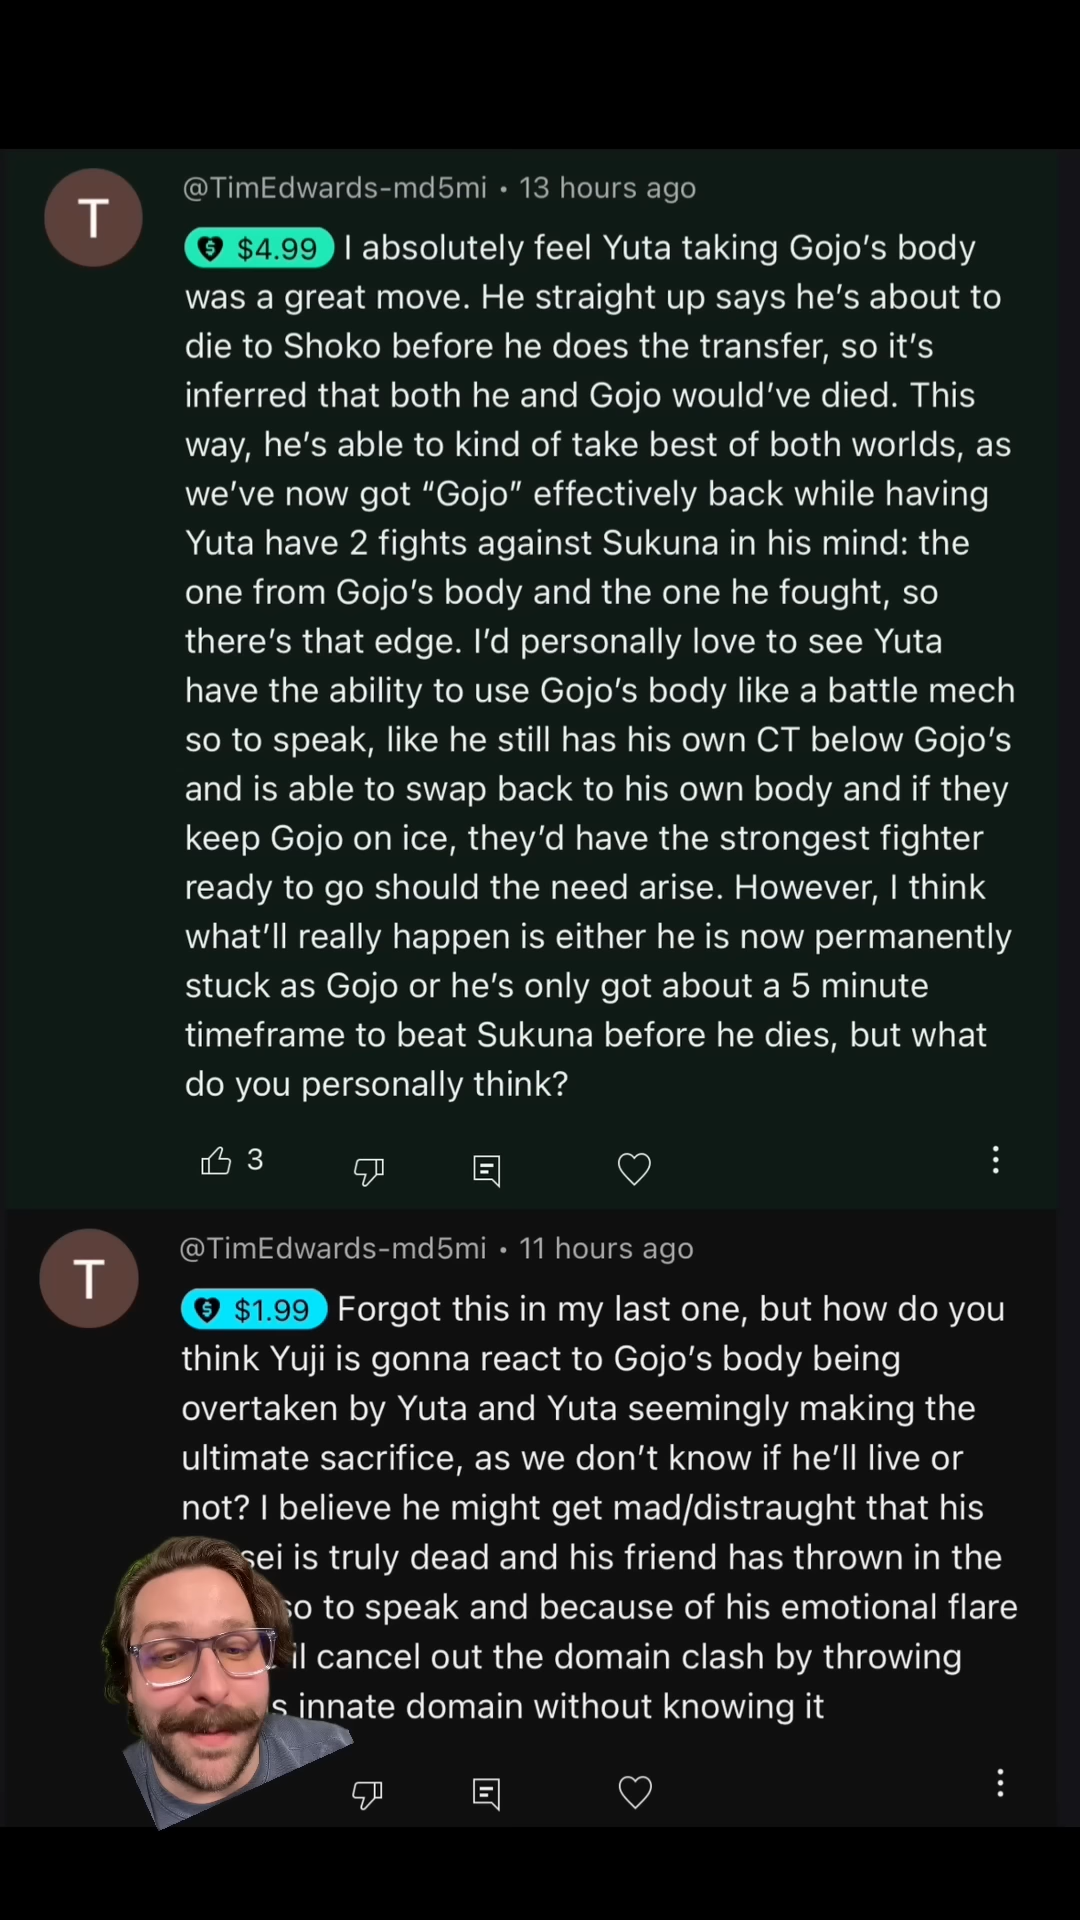 T
@TimEdwards-md5mi • 13 hours ago
$4.99 I absolutely feel Yuta taking Gojo’s body
was a great move. He straight up says he’s about to
die to Shoko before he does the transfer, so it’s
inferred that both he and Gojo would’ve died. This
way, he’s able to kind of take best of both worlds, as
we’ve now got “Gojo” effectively back while having
Yuta have 2 fights against Sukuna in his mind: the
one from Gojo’s body and the one he fought, so
there’s that edge. I’d personally love to see Yuta
have the ability to use Gojo’s body like a battle mech
so to speak, like he still has his own CT below Gojo’s
and is able to swap back to his own body and if they
keep Gojo on ice, they’d have the strongest fighter
ready to go should the need arise. However, I think
what’ll really happen is either he is now permanently
stuck as Gojo or he’s only got about a 5 minute
timeframe to beat Sukuna before he dies, but what
do you personally think?
3
T
@TimEdwards-md5mi • 11 hours ago
$1.99 Forgot this in my last one, but how do you
think Yuji is gonna react to Gojo’s body being
overtaken by Yuta and Yuta seemingly making the
ultimate sacrifice, as we don’t know if he’ll live or
not? I believe he might get mad/distraught that his
is truly dead and his friend has thrown in the
so to speak and because of his emotional flare
cancel out the domain clash by throwing
innate domain without knowing it